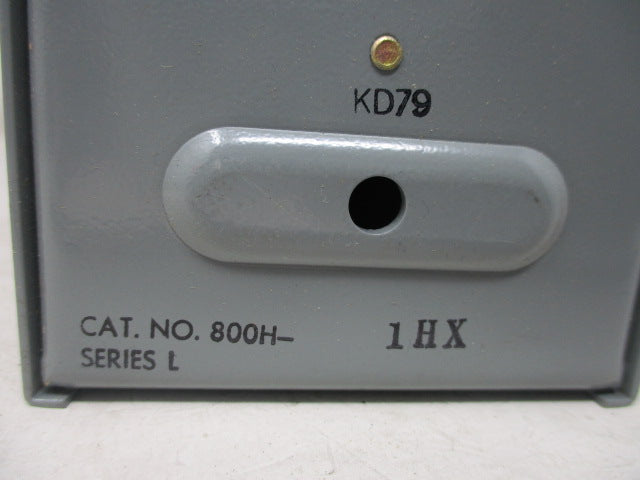 KD79
CAT. NO. 800H- 1HX
SERIES L